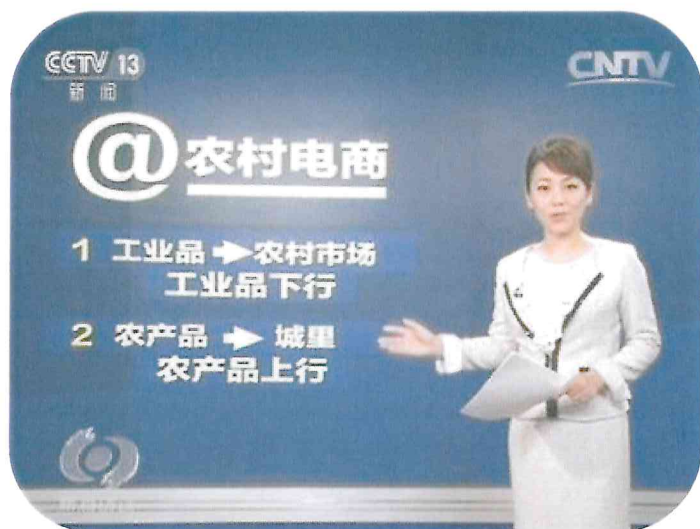 CCTV 13
新闻
CNTV
@农村电商
1 工业品➡农村市场
工业品下行
2 农产品 ➡ 城里
农产品上行